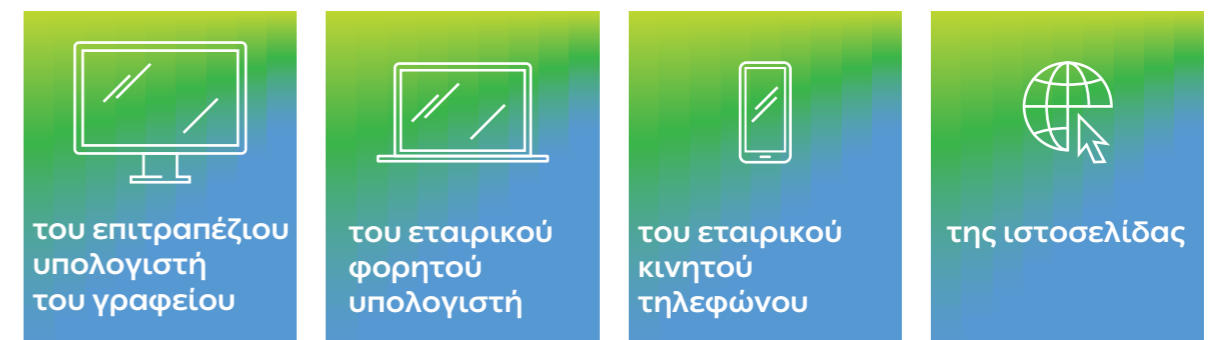 του επιτραπέζιου
υπολογιστή
του γραφείου
του εταιρικού
φορητού
υπολογιστή
του εταιρικού
κινητού
τηλεφώνου
της ιστοσελίδας